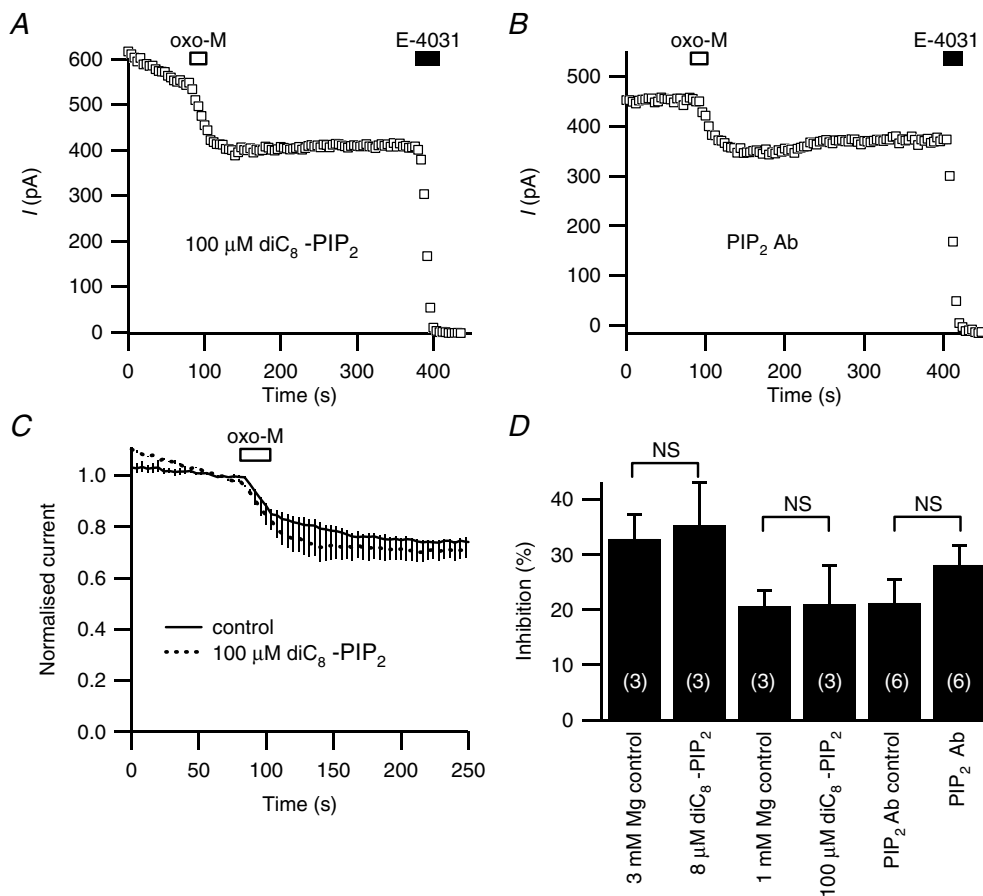 A
oxo-M
E-4031
600
500
400
300
200
100
0
I (pA)
100 μM diC8 -PIP2
0
100
200
300
400
Time (s)
B
oxo-M
E-4031
500
400
300
300
100
0
I (pA)
PIP2 Ab
0
100
200
300
400
Time (s)
C
oxo-M
1.0
0.8
0.6
0.4
1.0
0.0
Normalised current
control
100 μM diC8 -PIP2
0
50
100
150
200
250
Time (s)
D
NS
NS
NS
40
30
20
10
0
Inhibition (%)
(3)
(3)
(3)
(3)
(6)
(6)
3 mM Mg control
8 μM diC8 -PIP2
1 mM Mg control
100 μM diC8 -PIP2
PIP2 Ab control
PIP2 Ab